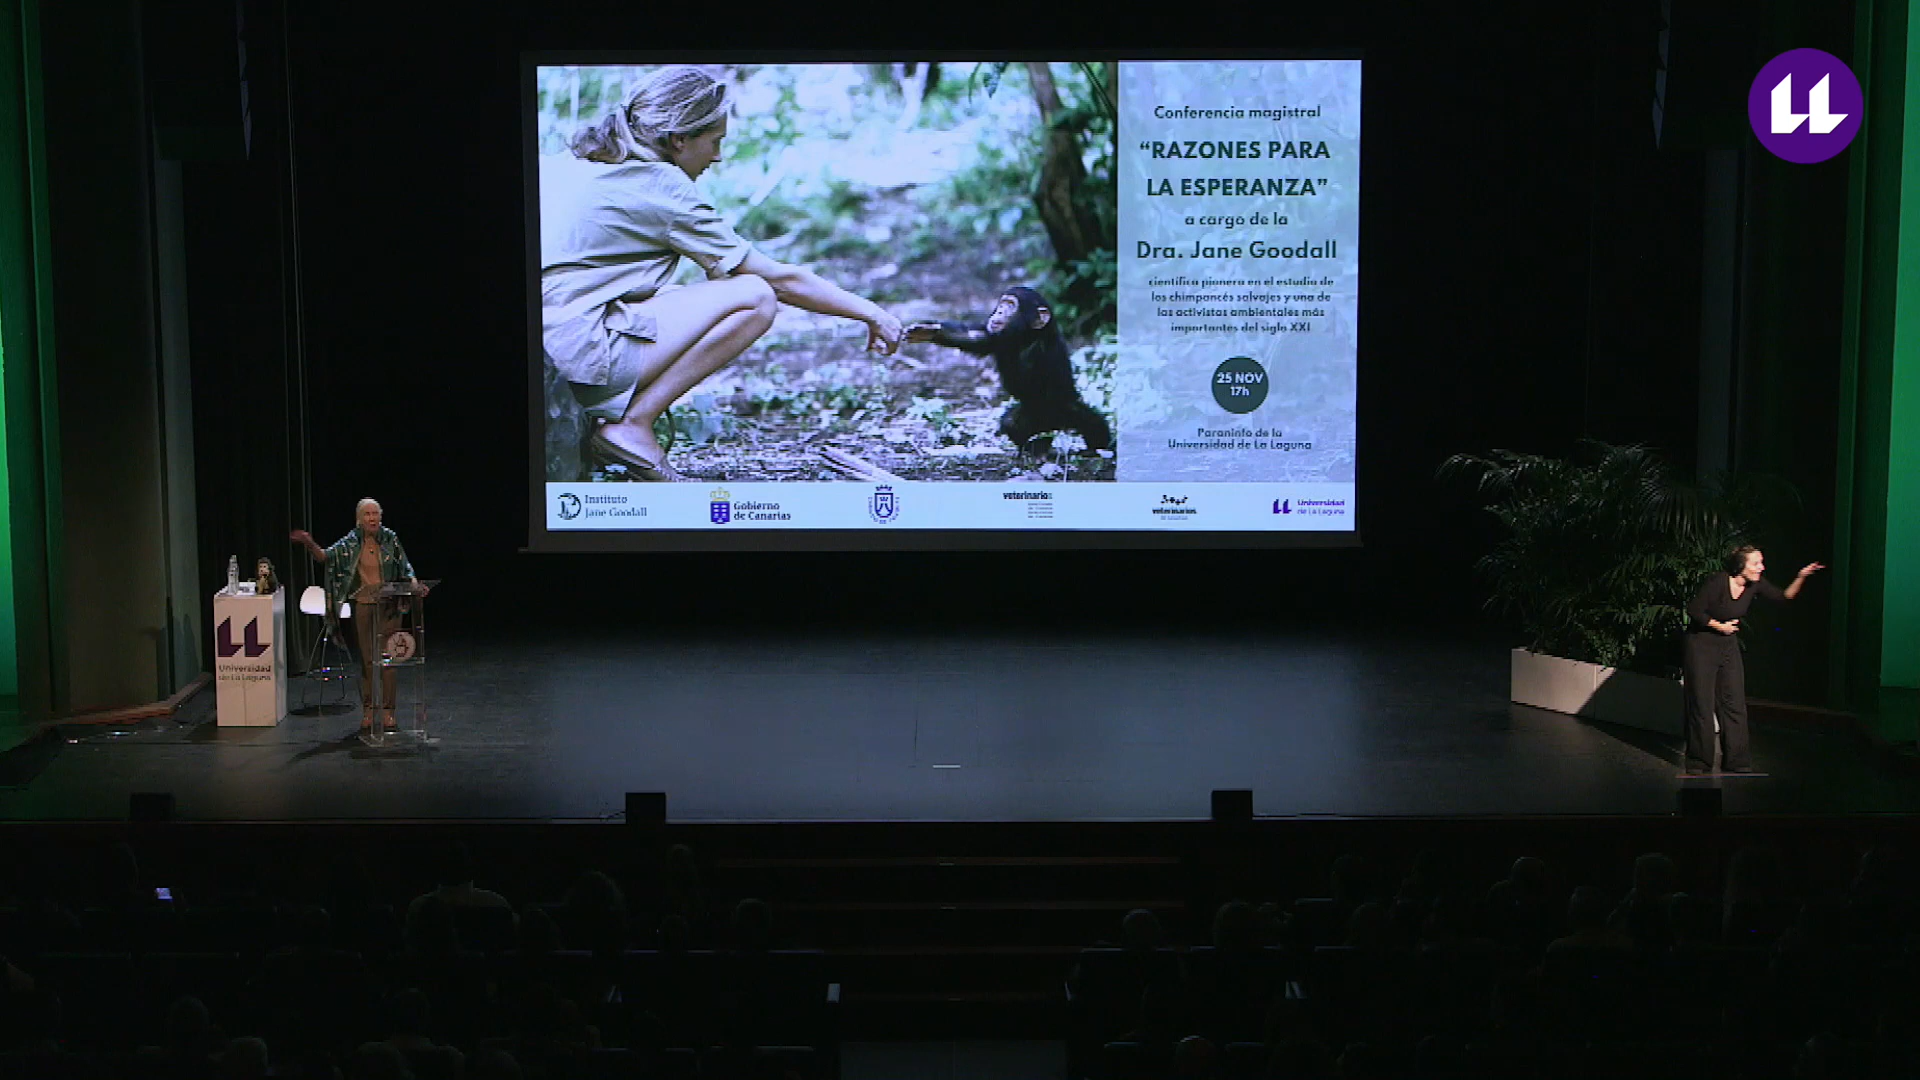 Conferencia magistral
“RAZONES PARA
LA ESPERANZA”
a cargo de la
Dra. Jane Goodall
científica pionera en el estudio de
los chimpancés salvajes y una de
las activistas ambientales más
importantes del siglo XXI
25 NOV
17h
Paraninfo de la
Universidad de La Laguna
Instituto
Jane Goodall
Gobierno
de Canarias
veterinarios
veterinarios
Universidad
de La Laguna
Universidad
de La Laguna